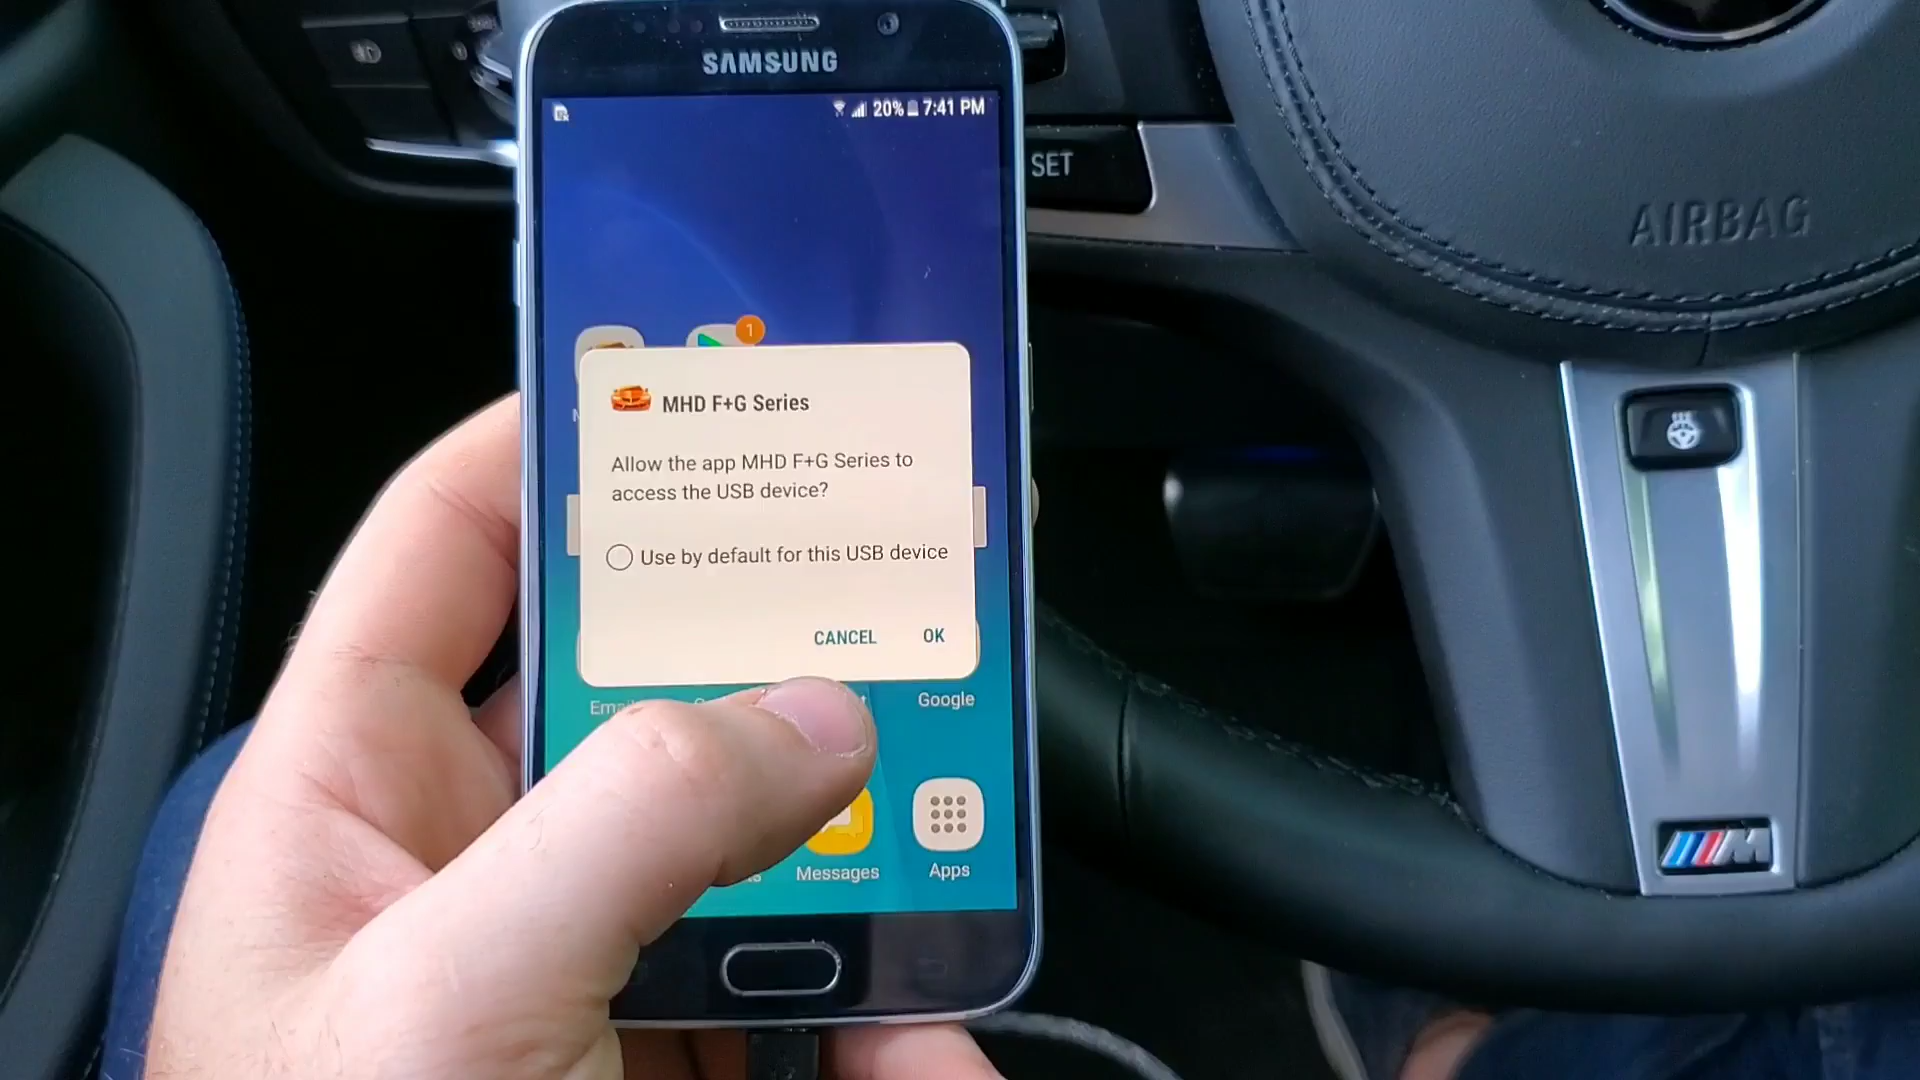 SAMSUNG
20% 7:41 PM
SET
AIRBAG
1
MHD F+G Series
Allow the app MHD F+G Series to
access the USB device?
Use by default for this USB device
CANCEL OK
Google
Messages
Apps
M